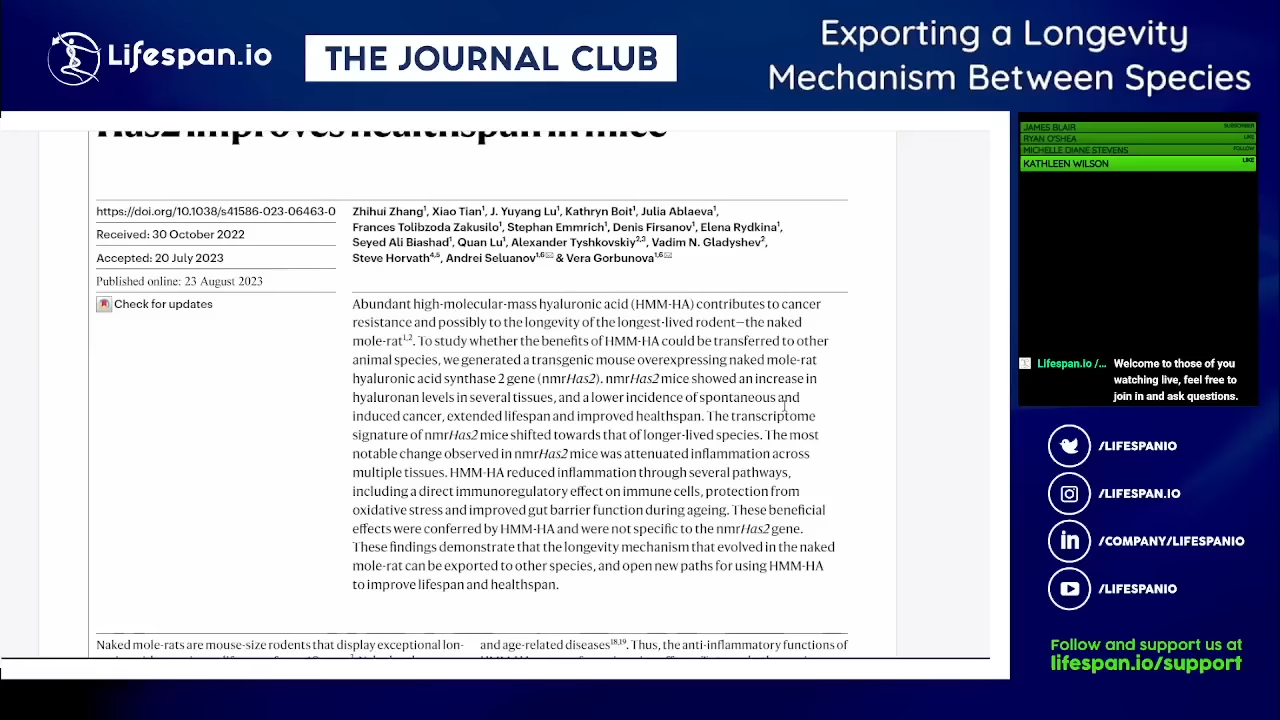 Lifespan.io
THE JOURNAL CLUB
Exporting a Longevity
Mechanism Between Species
Has2 improves healthspan in mice
https://doi.org/10.1038/s41586-023-06463-0
Received: 30 October 2022
Accepted: 20 July 2023
Published online: 23 August 2023
Check for updates
Zhihui Zhang1, Xiao Tian1, J. Yuyang Lu1, Kathryn Boit1, Julia Ablaeva1,
Frances Tolibzoda Zakusilo1, Stephan Emmrich1, Denis Firsanov1, Elena Rydkina1,
Seyed Ali Biashad1, Quan Lu1, Alexander Tyshkovskiy2,3, Vadim N. Gladyshev2,
Steve Horvath4,5, Andrei Seluanov1,6✉ & Vera Gorbunova1,6✉
Abundant high-molecular-mass hyaluronic acid (HMM-HA) contributes to cancer
resistance and possibly to the longevity of the longest-lived rodent—the naked
mole-rat1,2. To study whether the benefits of HMM-HA could be transferred to other
animal species, we generated a transgenic mouse overexpressing naked mole-rat
hyaluronic acid synthase 2 gene (nmrHas2). nmrHas2 mice showed an increase in
hyaluronan levels in several tissues, and a lower incidence of spontaneous and
induced cancer, extended lifespan and improved healthspan. The transcriptome
signature of nmrHas2 mice shifted towards that of longer-lived species. The most
notable change observed in nmrHas2 mice was attenuated inflammation across
multiple tissues. HMM-HA reduced inflammation through several pathways,
including a direct immunoregulatory effect on immune cells, protection from
oxidative stress and improved gut barrier function during ageing. These beneficial
effects were conferred by HMM-HA and were not specific to the nmrHas2 gene.
These findings demonstrate that the longevity mechanism that evolved in the naked
mole-rat can be exported to other species, and open new paths for using HMM-HA
to improve lifespan and healthspan.
Naked mole-rats are mouse-size rodents that display exceptional lon-
and age-related diseases18,19. Thus, the anti-inflammatory functions of
JAMES BLAIR SUBSCRIBER
RYAN O'SHEA LIKE
MICHELLE DIANE STEVENS FOLLOW
KATHLEEN WILSON LIKE
Lifespan.io /... Welcome to those of you
watching live, feel free to
join in and ask questions.
/LIFESPANIO
/LIFESPAN.IO
in /COMPANY/LIFESPANIO
/LIFESPANIO
Follow and support us at
lifespan.io/support